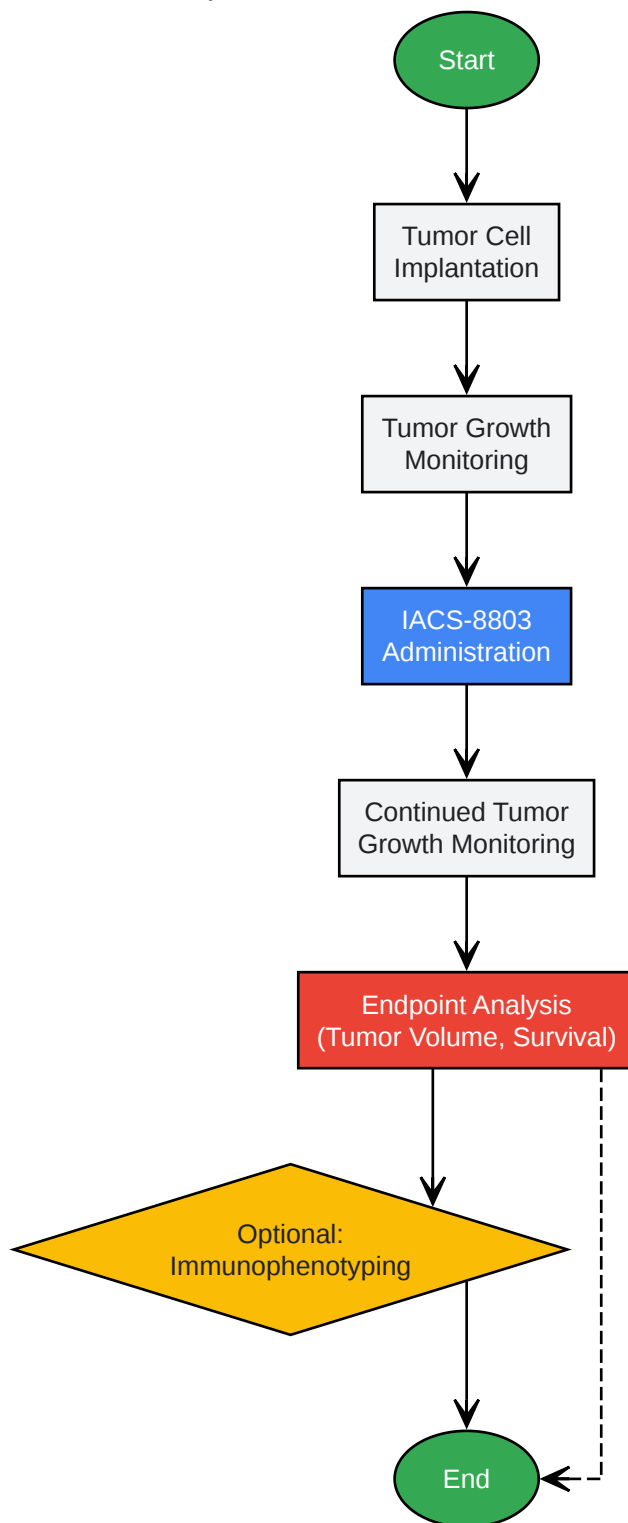 Start
Tumor Cell
Implantation
Tumor Growth
Monitoring
IACS-8803
Administration
Continued Tumor
Growth Monitoring
Endpoint Analysis
(Tumor Volume, Survival)
Optional:
Immunophenotyping
End